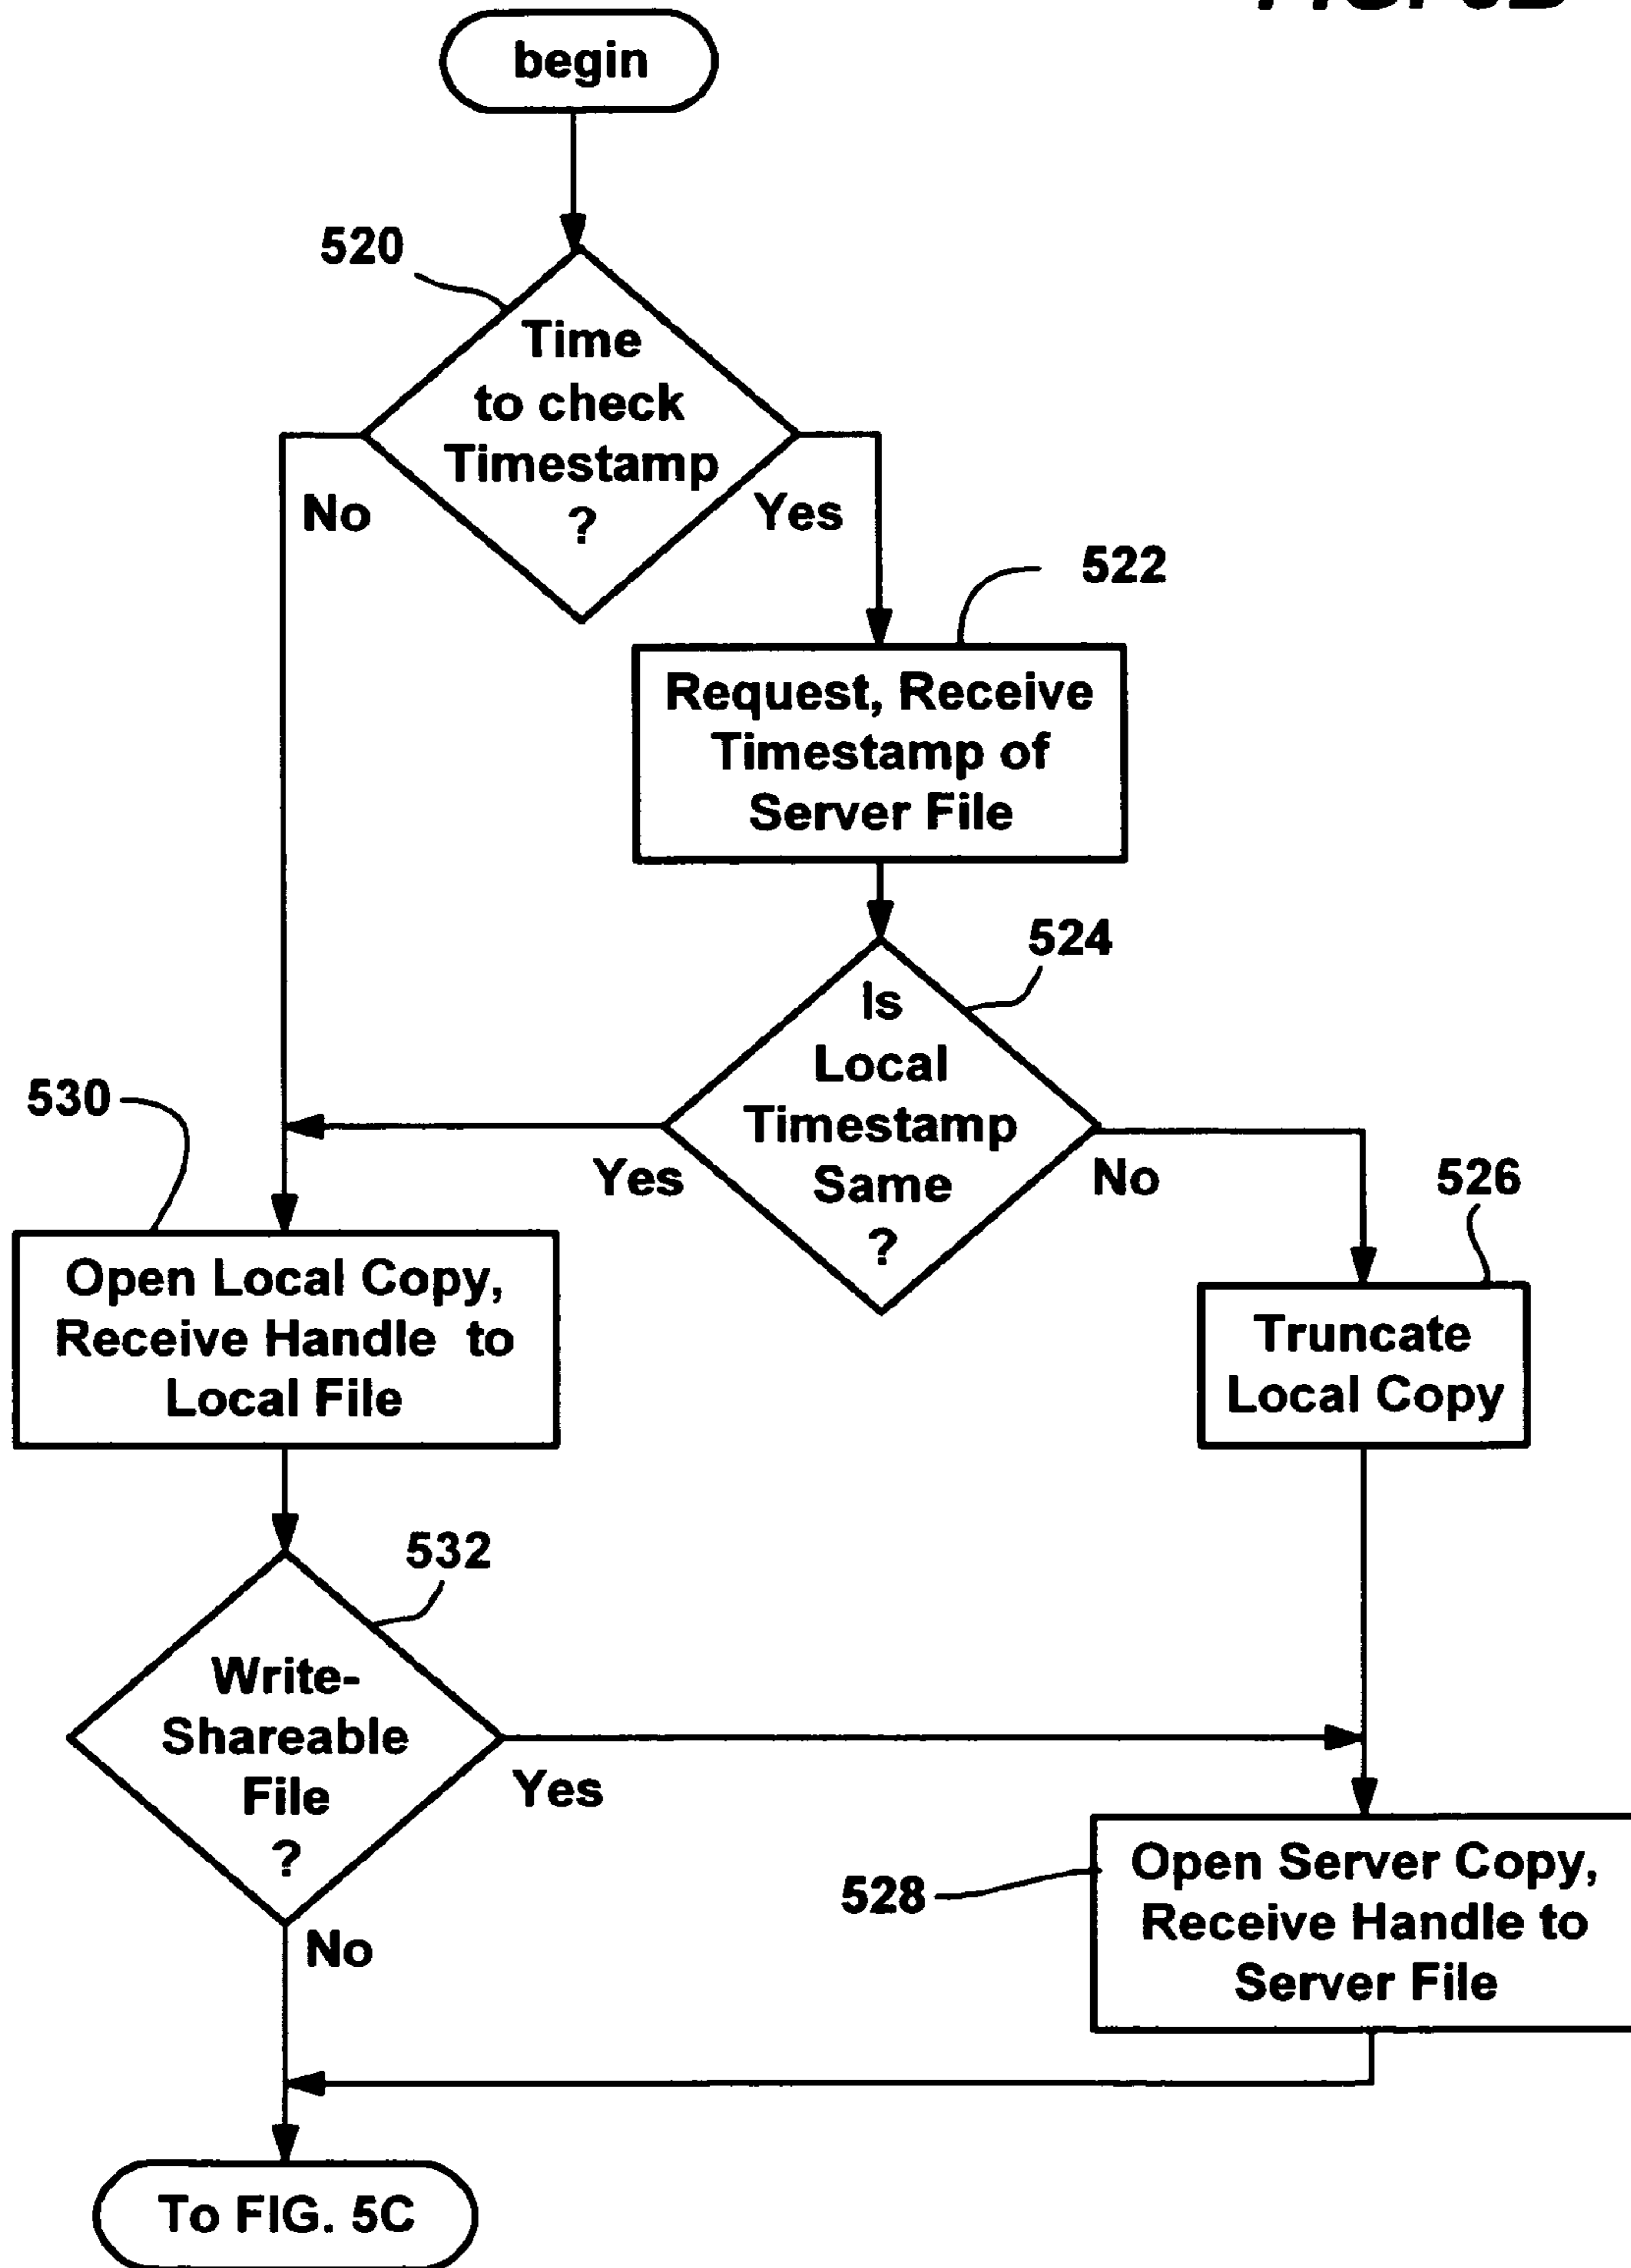 begin
520
Time
to check
Timestamp
?
No
Yes
522
Request, Receive
Timestamp of
Server File
524
Is
Local
Timestamp
Same
?
Yes
No
530
526
Open Local Copy,
Receive Handle to
Local File
Truncate
Local Copy
532
Write-
Shareable
File
?
Yes
No
528
Open Server Copy,
Receive Handle to
Server File
To FIG. 5C